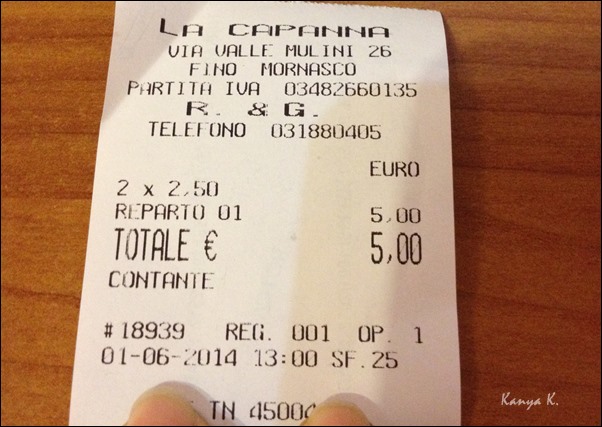 LA CAPANNA
VIA VALLE MULINI 26
FINO MORNASCO
PARTITA IVA 03482660135
R. & G.
TELEFONO 031880405
EURO
2 x 2,50
REPARTO 01 5,00
TOTALE € 5,00
CONTANTE
#18939 REG. 001 OP. 1
01-06-2014 13:00 SF.25
TN 45004
Kanya K.